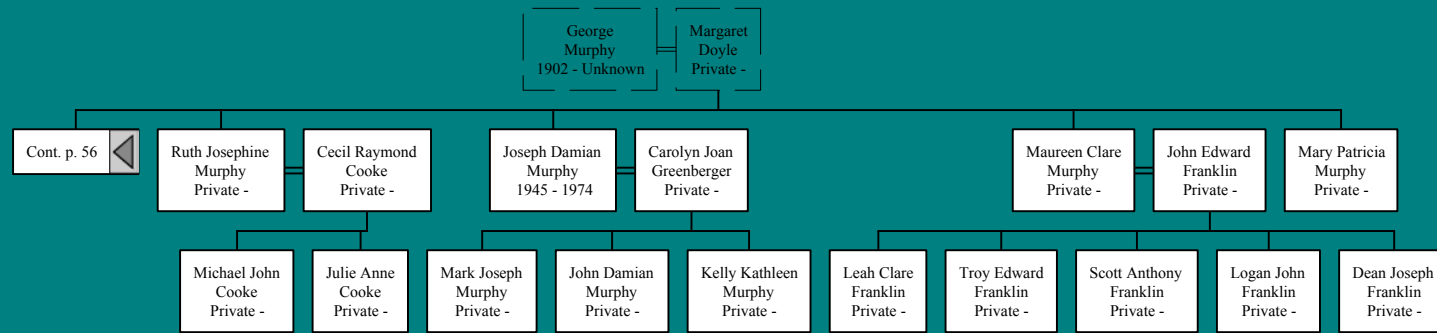 George
Murphy
1902 - Unknown
Margaret
Doyle
Private -
Cont. p. 56
Ruth Josephine
Murphy
Private -
Cecil Raymond
Cooke
Private -
Joseph Damian
Murphy
1945 - 1974
Carolyn Joan
Greenberger
Private -
Maureen Clare
Murphy
Private -
John Edward
Franklin
Private -
Mary Patricia
Murphy
Private -
Michael John
Cooke
Private -
Julie Anne
Cooke
Private -
Mark Joseph
Murphy
Private -
John Damian
Murphy
Private -
Kelly Kathleen
Murphy
Private -
Leah Clare
Franklin
Private -
Troy Edward
Franklin
Private -
Scott Anthony
Franklin
Private -
Logan John
Franklin
Private -
Dean Joseph
Franklin
Private -